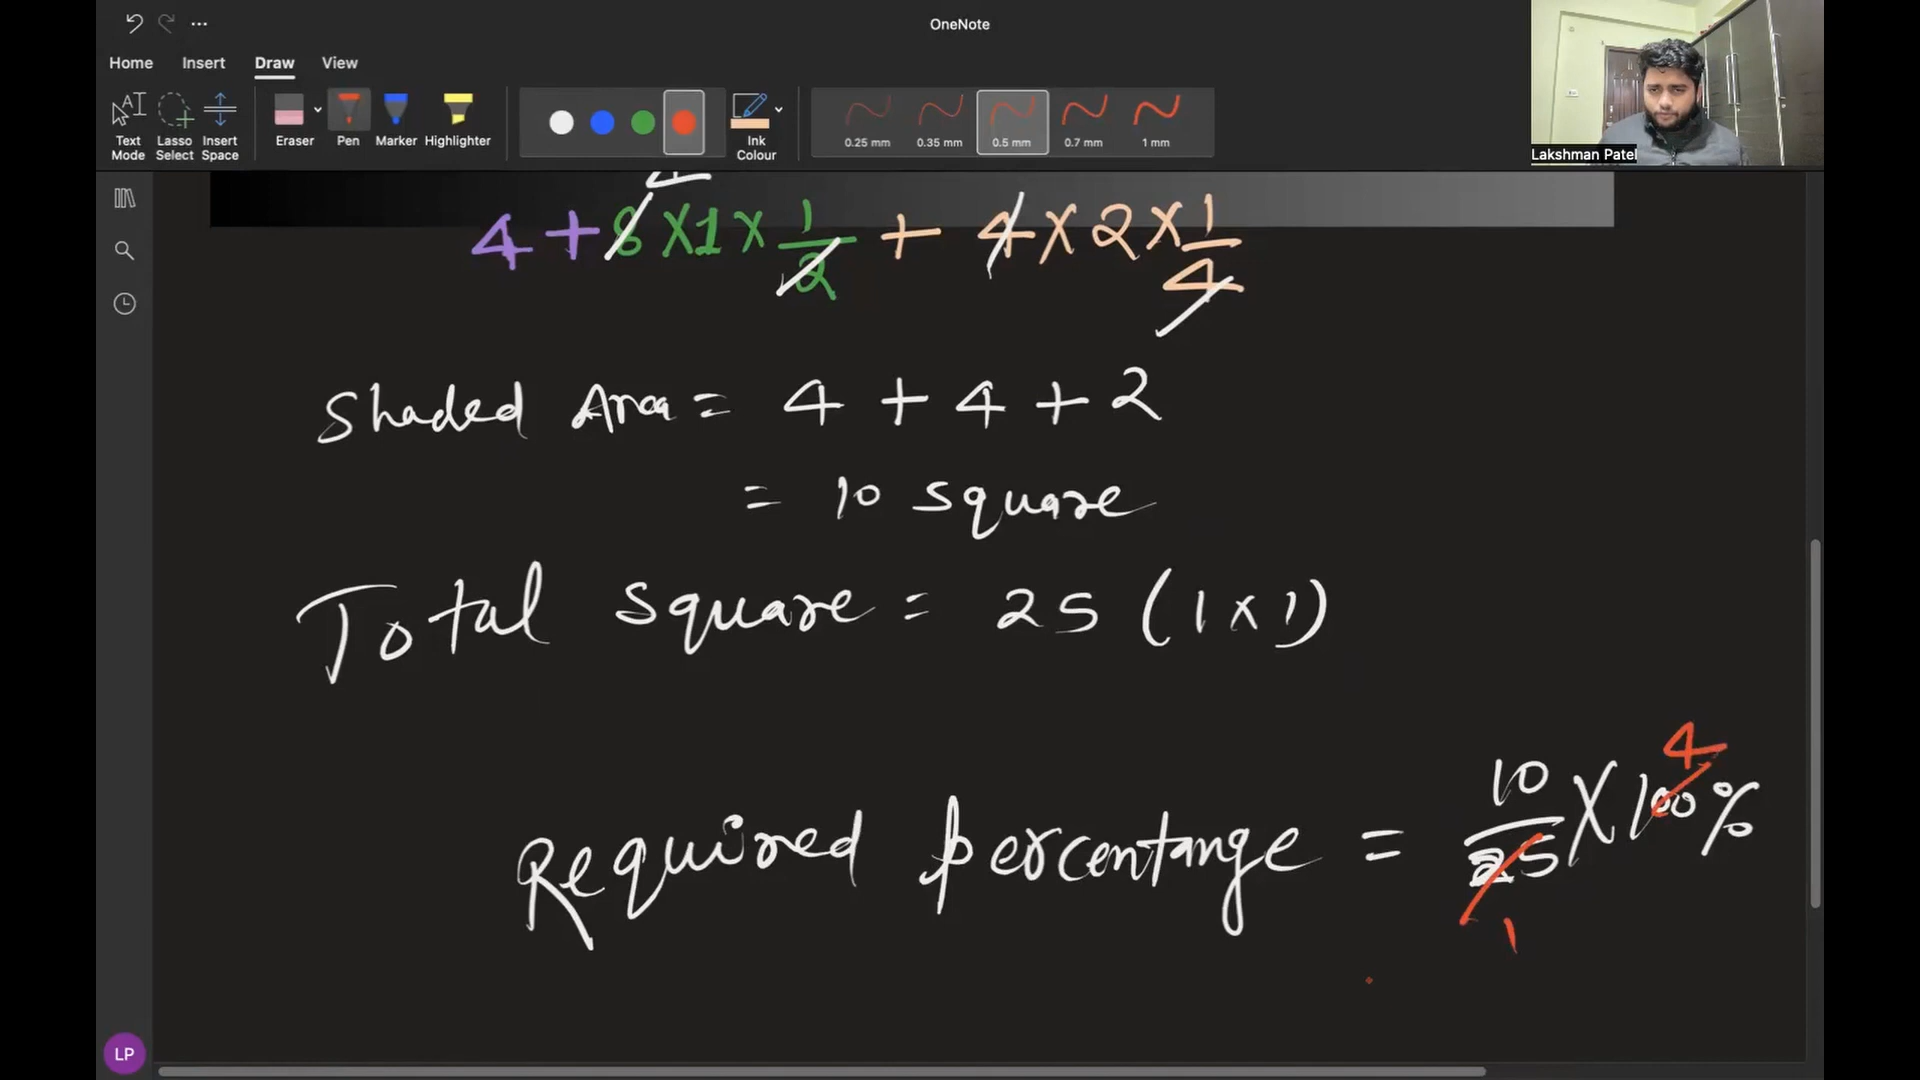 OneNote
Home Insert Draw View
Text Mode Lasso Select Insert Space Eraser Pen Marker Highlighter Ink Colour 0.25 mm 0.35 mm 0.5 mm 0.7 mm 1 mm
Lakshman Patel
4 + 8 X 1 X 1/2 + 4 X 2 X 1/4
Shaded Area = 4 + 4 + 2
= 10 square
Total square = 25 (1 x 1)
4
Required percentange = 10/25 X 100%
1
LP